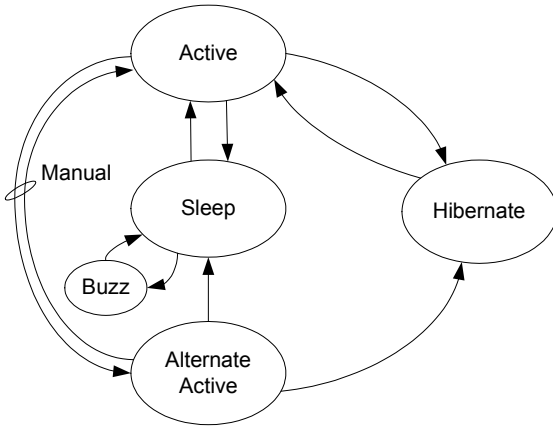 Active
Manual
Sleep
Hibernate
Buzz
Alternate
Active